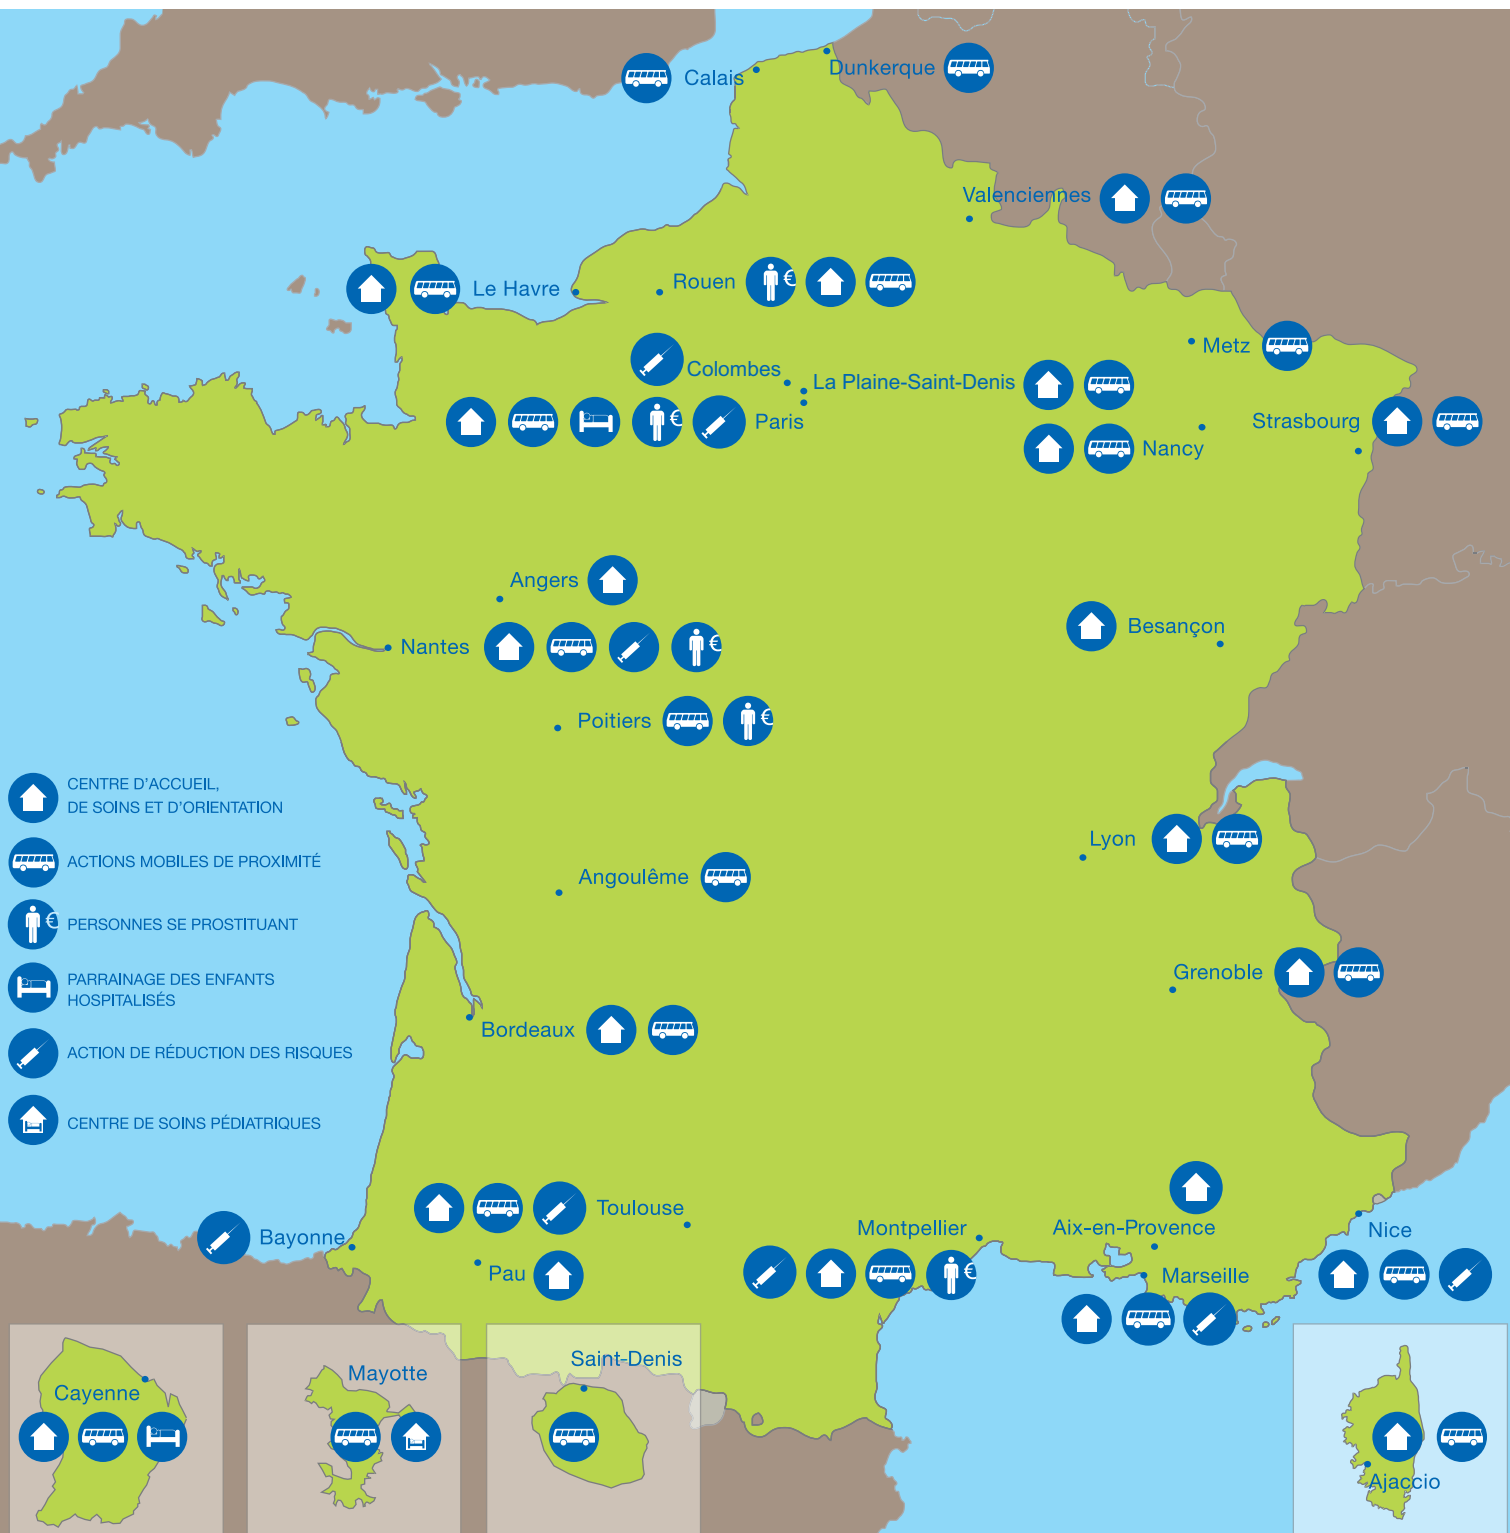 Calais
Dunkerque
Valenciennes
Le Havre
Rouen
€
Metz
Colombes
La Plaine-Saint-Denis
€
Paris
Strasbourg
Nancy
Angers
Besançon
Nantes
€
Poitiers
€
CENTRE D'ACCUEIL,
DE SOINS ET D'ORIENTATION
Lyon
ACTIONS MOBILES DE PROXIMITÉ
Angoulême
€
PERSONNES SE PROSTITUANT
Grenoble
PARRAINAGE DES ENFANTS
HOSPITALISÉS
Bordeaux
ACTION DE RÉDUCTION DES RISQUES
CENTRE DE SOINS PÉDIATRIQUES
Toulouse
Bayonne
Montpellier
Aix-en-Provence
Nice
Pau
€
Marseille
Saint-Denis
Mayotte
Cayenne
Ajaccio